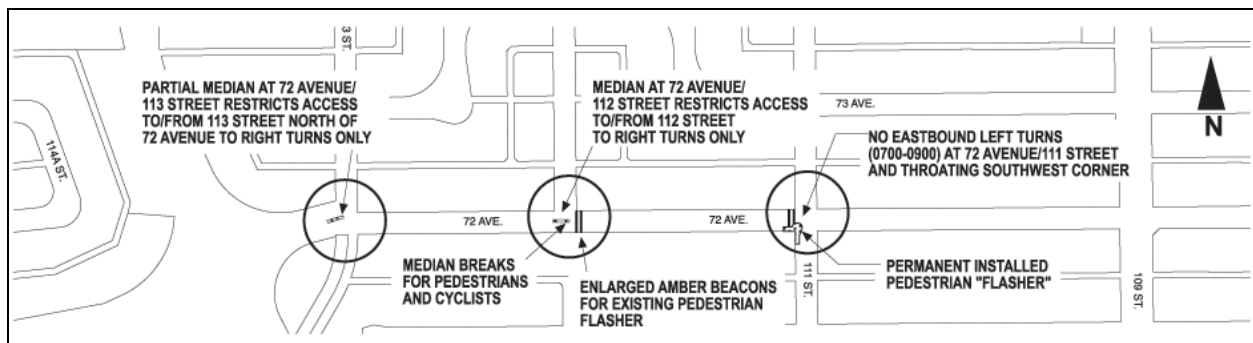 3 ST.
PARTIAL MEDIAN AT 72 AVENUE/
113 STREET RESTRICTS ACCESS
TO/FROM 113 STREET NORTH OF
72 AVENUE TO RIGHT TURNS ONLY
MEDIAN AT 72 AVENUE/
112 STREET RESTRICTS ACCESS
TO/FROM 112 STREET
TO RIGHT TURNS ONLY
73 AVE.
N
NO EASTBOUND LEFT TURNS
(0700-0900) AT 72 AVENUE/111 STREET
AND THROATING SOUTHWEST CORNER
114A ST.
72 AVE.
72 AVE.
MEDIAN BREAKS
FOR PEDESTRIANS
AND CYCLISTS
ENLARGED AMBER BEACONS
FOR EXISTING PEDESTRIAN
FLASHER
111 ST.
PERMANENT INSTALLED
PEDESTRIAN "FLASHER"
109 ST.